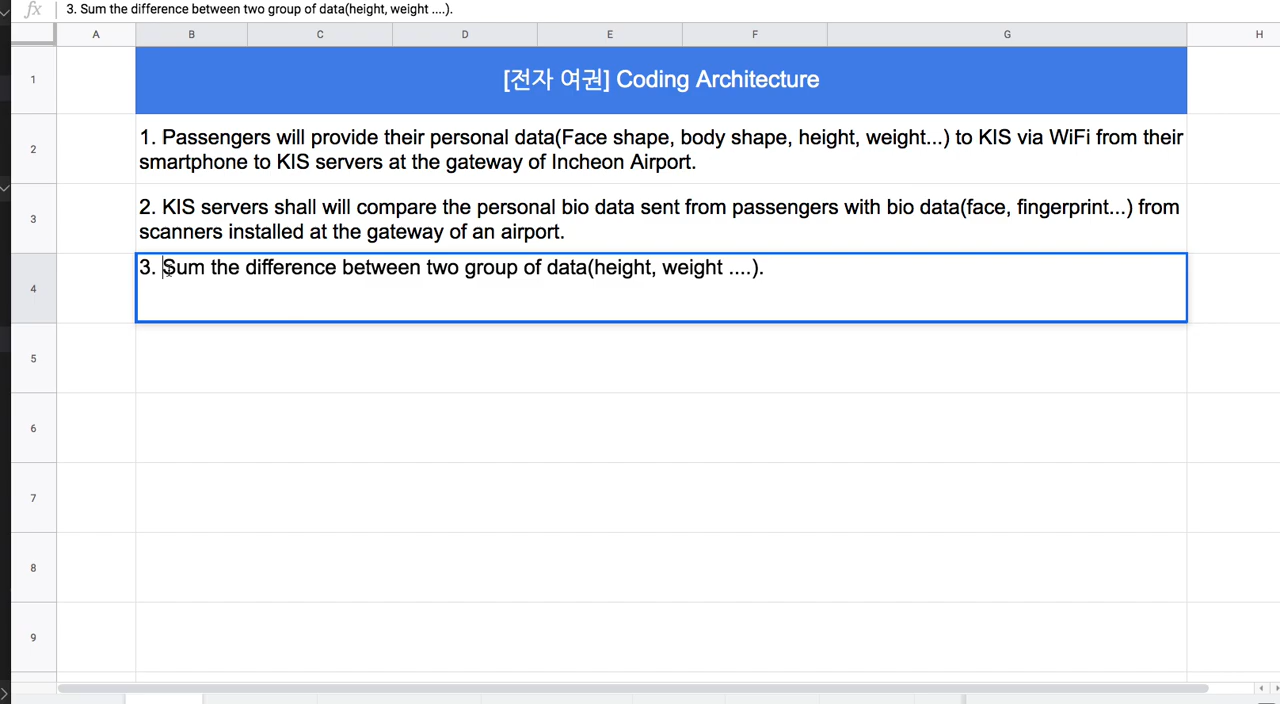 fx 3. Sum the difference between two group of data(height, weight ....).
A B C D E F G H
1 [전자 여권] Coding Architecture
2 1. Passengers will provide their personal data(Face shape, body shape, height, weight...) to KIS via WiFi from their
smartphone to KIS servers at the gateway of Incheon Airport.
3 2. KIS servers shall will compare the personal bio data sent from passengers with bio data(face, fingerprint...) from
scanners installed at the gateway of an airport.
4 3. Sum the difference between two group of data(height, weight ....).
5
6
7
8
9